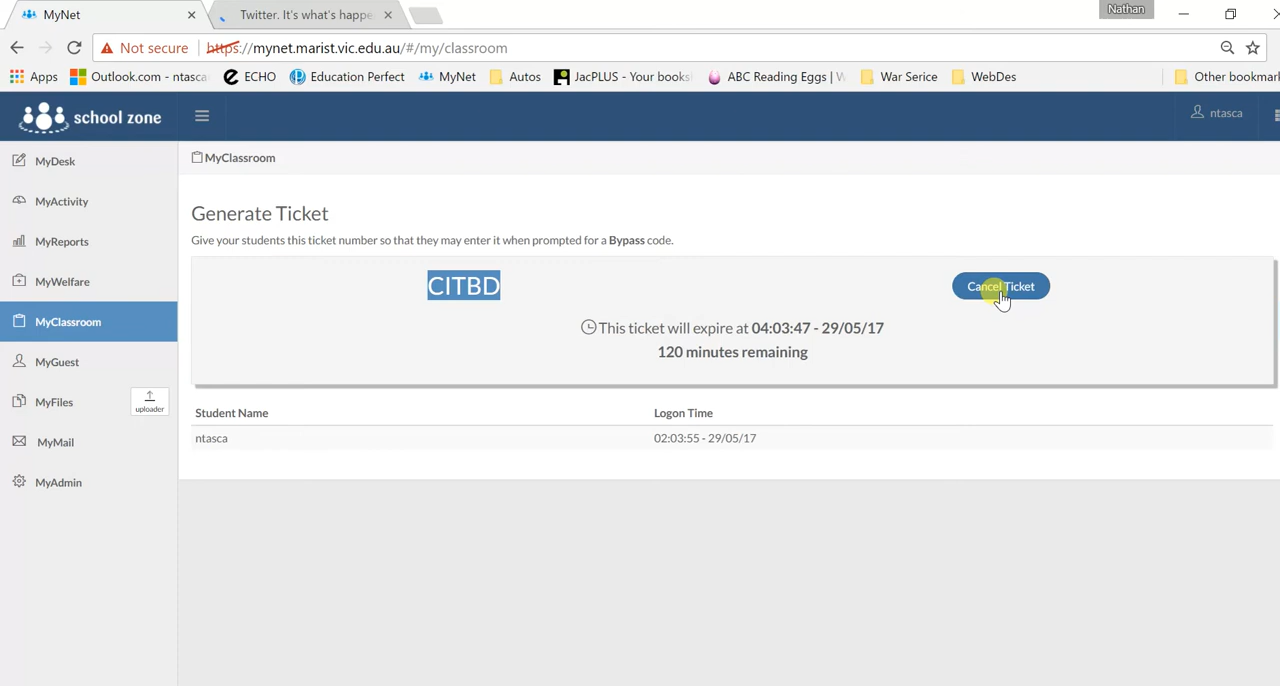 MyNet
Twitter. It's what's happe
Nathan
Not secure
https://mynet.marist.vic.edu.au/#/my/classroom
Apps
Outlook.com - ntasca
ECHO
Education Perfect
MyNet
Autos
JacPLUS - Your books
ABC Reading Eggs | W
War Serice
WebDes
Other bookmar
school zone
ntasca
MyDesk
MyActivity
MyReports
MyWelfare
MyClassroom
MyGuest
MyFiles
uploader
MyMail
MyAdmin
MyClassroom
Generate Ticket
Give your students this ticket number so that they may enter it when prompted for a Bypass code.
CITBD
Cancel Ticket
This ticket will expire at 04:03:47 - 29/05/17
120 minutes remaining
Student Name Logon Time
ntasca 02:03:55 - 29/05/17